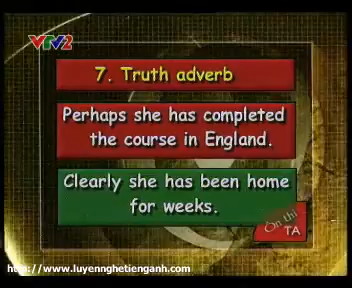 VTV2
7. Truth adverb
Perhaps she has completed
the course in England.
Clearly she has been home
for weeks.
Ôn thi
TA
http://www.luyennghetienganh.com